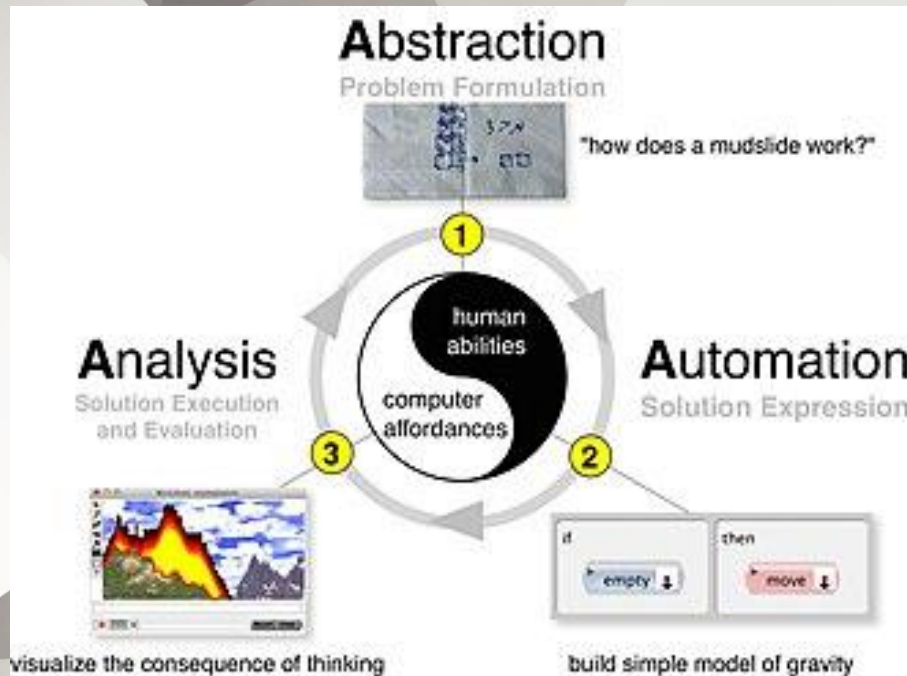 Abstraction
Problem Formulation
"how does a mudslide work?"
1
human
abilities
Analysis
Solution Execution
and Evaluation
computer
affordances
Automation
Solution Expression
3
2
if
empty
then
move
visualize the consequence of thinking
build simple model of gravity